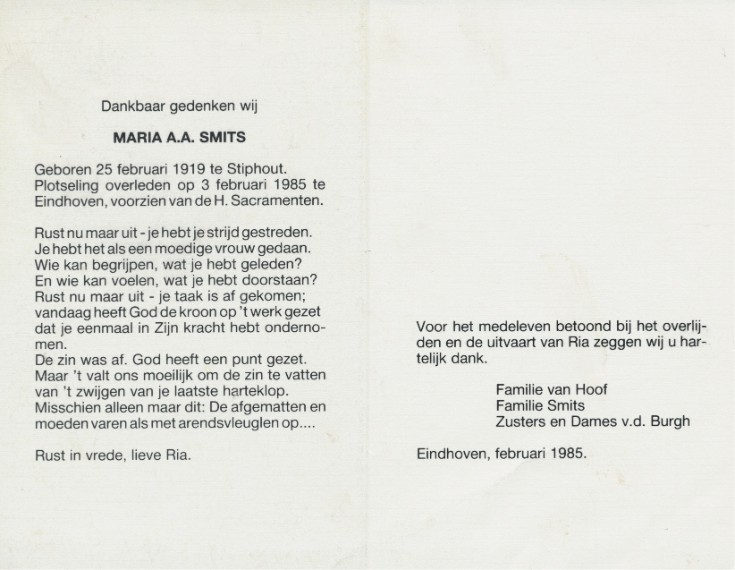 Dankbaar gedenken wij
MARIA A.A. SMITS
Geboren 25 februari 1919 te Stiphout.
Plotseling overleden op 3 februari 1985 te
Eindhoven, voorzien van de H. Sacramenten.
Rust nu maar uit - je hebt je strijd gestreden.
Je hebt het als een moedige vrouw gedaan.
Wie kan begrijpen, wat je hebt geleden?
En wie kan voelen, wat je hebt doorstaan?
Rust nu maar uit - je taak is af gekomen;
vandaag heeft God de kroon op 't werk gezet
dat je eenmaal in Zijn kracht hebt onderno-
men.
De zin was af. God heeft een punt gezet.
Maar 't valt ons moeilijk om de zin te vatten
van 't zwijgen van je laatste harteklop.
Misschien alleen maar dit: De afgematten en
moeden varen als met arendsvleuglen op....
Rust in vrede, lieve Ria.
Voor het medeleven betoond bij het overlij-
den en de uitvaart van Ria zeggen wij u har-
telijk dank.
Familie van Hoof
Familie Smits
Zusters en Dames v.d. Burgh
Eindhoven, februari 1985.